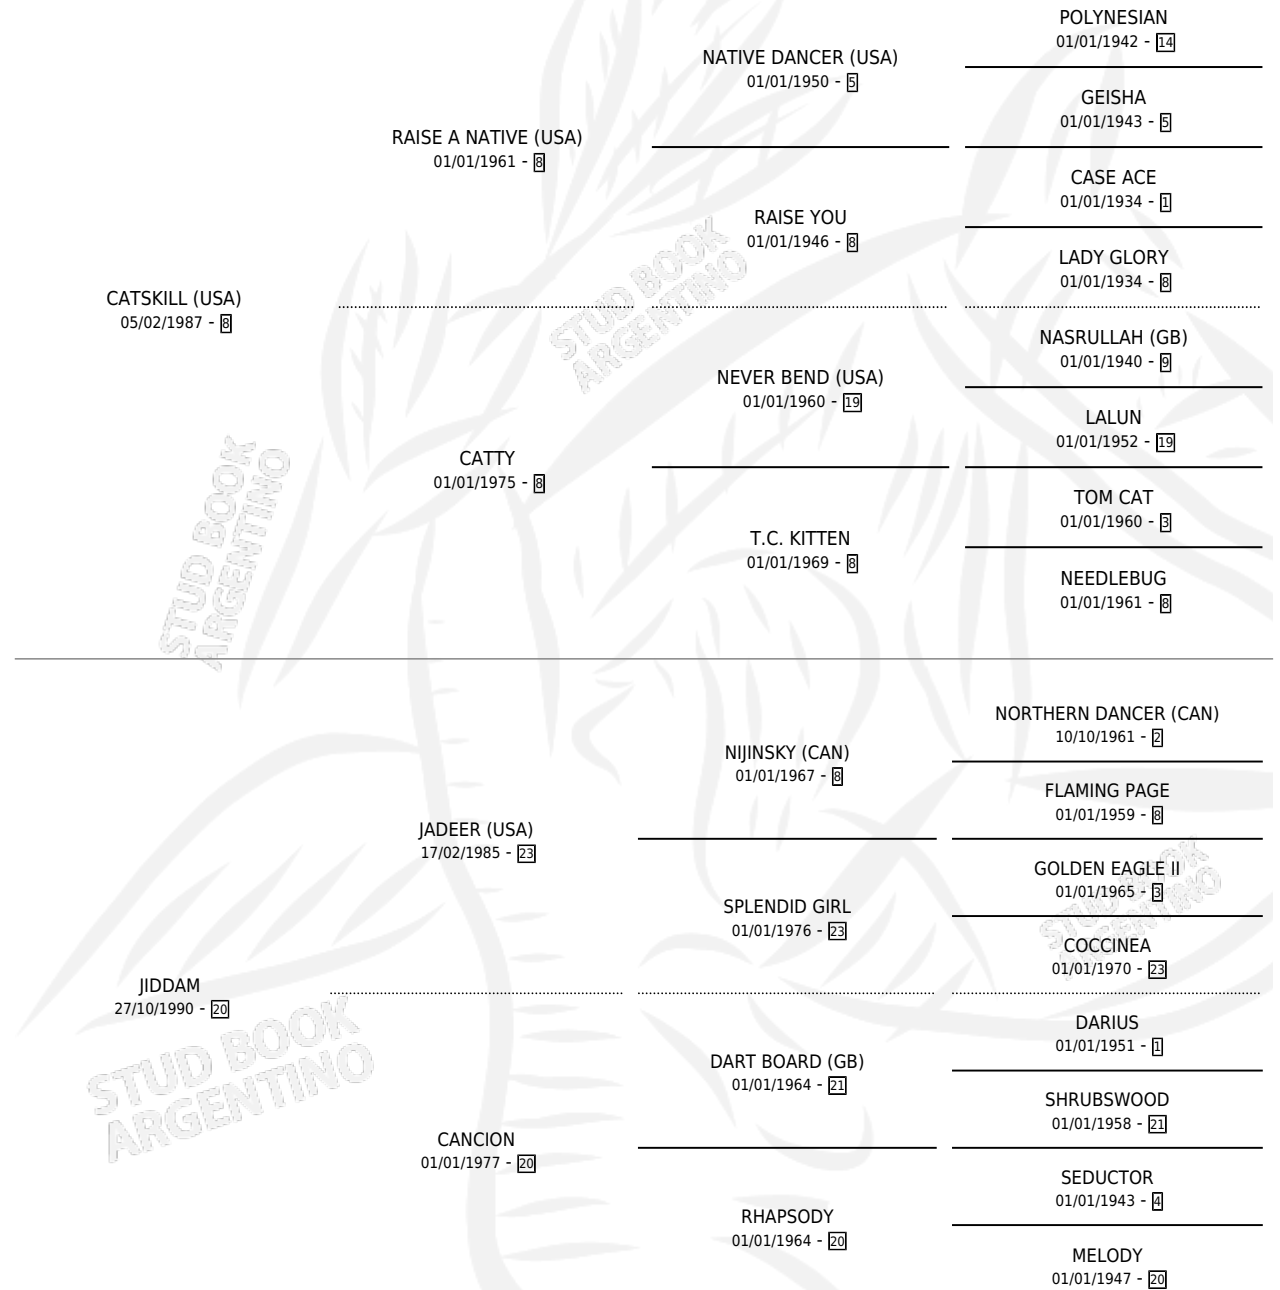 CATSKILL (USA)
05/02/1987 - 8
RAISE A NATIVE (USA)
01/01/1961 - 8
CATTY
01/01/1975 - 8
NATIVE DANCER (USA)
01/01/1950 - 5
RAISE YOU
01/01/1946 - 8
NEVER BEND (USA)
01/01/1960 - 19
T.C. KITTEN
01/01/1969 - 8
POLYNESIAN
01/01/1942 - 14
GEISHA
01/01/1943 - 5
CASE ACE
01/01/1934 - 1
LADY GLORY
01/01/1934 - 8
NASRULLAH (GB)
01/01/1940 - 9
LALUN
01/01/1952 - 19
TOM CAT
01/01/1960 - 3
NEEDLEBUG
01/01/1961 - 8
JIDDAM
27/10/1990 - 20
JADEER (USA)
17/02/1985 - 23
CANCION
01/01/1977 - 20
NIJINSKY (CAN)
01/01/1967 - 8
SPLENDID GIRL
01/01/1976 - 23
DART BOARD (GB)
01/01/1964 - 21
RHAPSODY
01/01/1964 - 20
NORTHERN DANCER (CAN)
10/10/1961 - 2
FLAMING PAGE
01/01/1959 - 8
GOLDEN EAGLE II
01/01/1965 - 3
COCCINEA
01/01/1970 - 23
DARIUS
01/01/1951 - 1
SHRUBSWOOD
01/01/1958 - 21
SEDUCTOR
01/01/1943 - 4
MELODY
01/01/1947 - 20
STUD BOOK
ARGENTINO
STUD BOOK
ARGENTINO
STUD BOOK
ARGENTINO
STUD BOOK
ARGENTINO